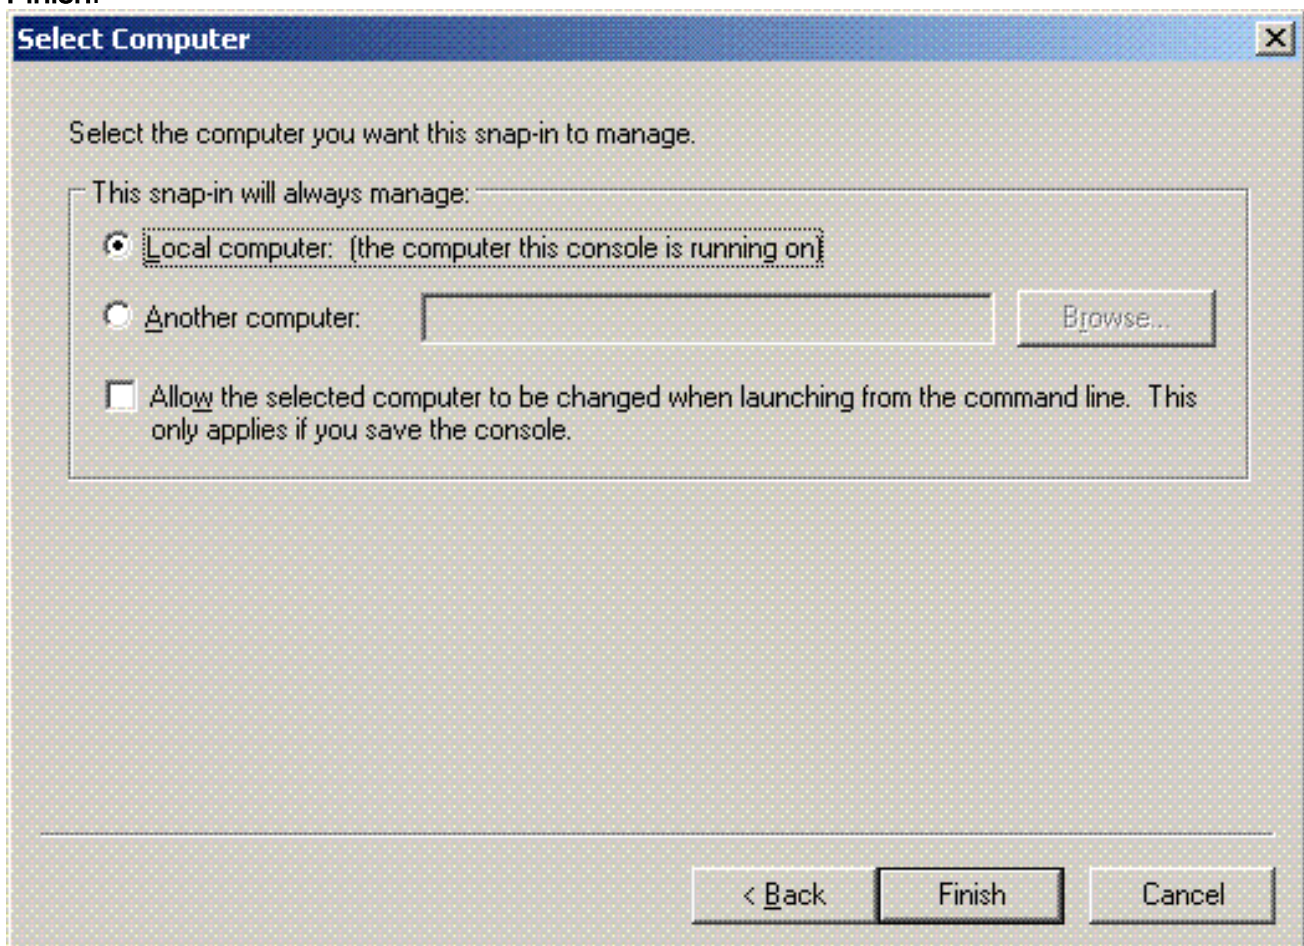 Finish.
Select Computer
Select the computer you want this snap-in to manage.
This snap-in will always manage:
Local computer:  (the computer this console is running on)
Another computer:
Browse...
Allow the selected computer to be changed when launching from the command line.  This
only applies if you save the console.
< Back
Finish
Cancel